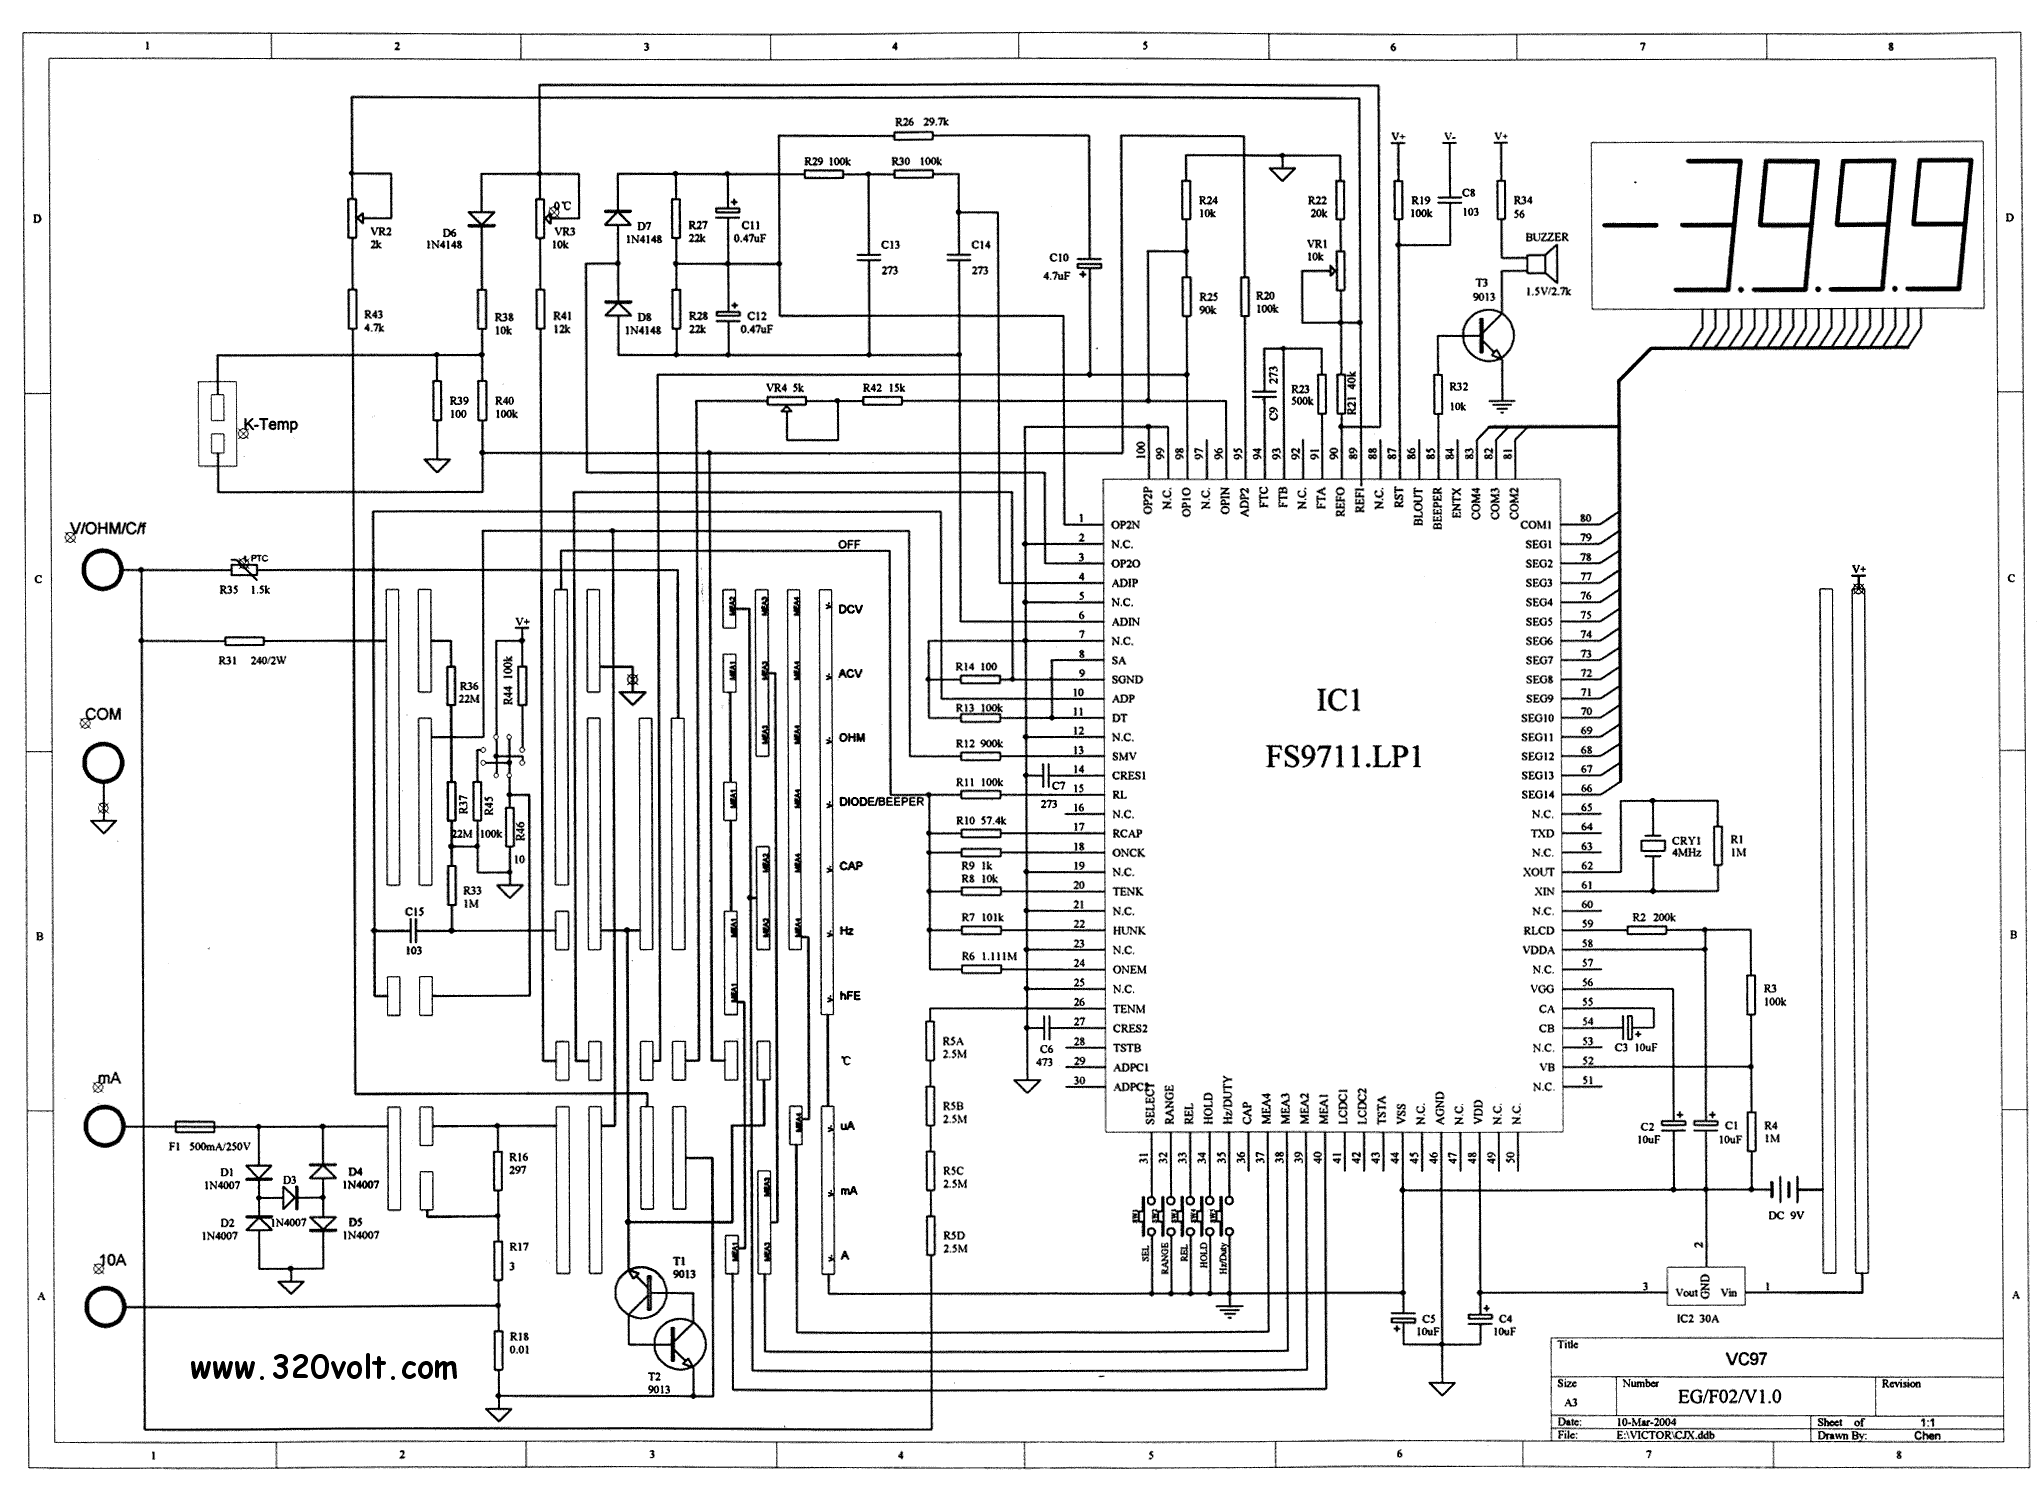 1 2 3 4 5 6 7 8
D
C
B
A
R26 29.7k
R29 100k
R30 100k
VR2
2k
D6
1N4148
0℃
VR3
10k
D7
1N4148
R27
22k
C11
0.47uF
C13
273
C14
273
C10
4.7uF
R24
10k
R22
20k
VR1
10k
V+
V-
V+
R19
100k
C8
103
R34
56
BUZZER
1.5V/2.7k
T3
9013
-3.9.9.9
R43
4.7k
R38
10k
R41
12k
D8
1N4148
R28
22k
C12
0.47uF
R25
90k
R20
100k
R39
100
R40
100k
VR4 5k
R42 15k
C9 273
R23
500k
R21 40k
R32
10k
K-Temp
V/OHM/C/f
PTC
R35 1.5k
R31 240/2W
COM
mA
10A
F1 500mA/250V
D1
1N4007
D2
1N4007
D3
1N4007
D4
1N4007
D5
1N4007
R36
22M
R44 100k
V+
R37
22M
R45
100k
R46
10
R33
1M
C15
103
R16
297
R17
3
R18
0.01
T1
9013
T2
9013
OFF
DCV
ACV
OHM
DIODE/BEEPER
CAP
Hz
hFE
℃
uA
mA
A
MEA1
MEA2
MEA3
MEA4
R14 100
R13 100k
R12 900k
R11 100k
C7
273
R10 57.4k
R9 1k
R8 10k
R7 101k
R6 1.111M
C6
473
R5A
2.5M
R5B
2.5M
R5C
2.5M
R5D
2.5M
IC1
FS9711.LP1
100 OP2P
99 N.C.
98 OP1O
97 N.C.
96 OPIN
95 ADP2
94 FTC
93 FTB
92 N.C.
91 FTA
90 REFO
89 REFI
88 N.C.
87 RST
86 BLOUT
85 BEEPER
84 ENTX
83 COM4
82 COM3
81 COM2
1 OP2N
2 N.C.
3 OP2O
4 ADIP
5 N.C.
6 ADIN
7 N.C.
8 SA
9 SGND
10 ADP
11 DT
12 N.C.
13 SMV
14 CRES1
15 RL
16 N.C.
17 RCAP
18 ONCK
19 N.C.
20 TENK
21 N.C.
22 HUNK
23 N.C.
24 ONEM
25 N.C.
26 TENM
27 CRES2
28 TSTB
29 ADPC1
30 ADPC2
COM1 80
SEG1 79
SEG2 78
SEG3 77
SEG4 76
SEG5 75
SEG6 74
SEG7 73
SEG8 72
SEG9 71
SEG10 70
SEG11 69
SEG12 68
SEG13 67
SEG14 66
N.C. 65
TXD 64
N.C. 63
XOUT 62
XIN 61
N.C. 60
RLCD 59
VDDA 58
N.C. 57
VGG 56
CA 55
CB 54
N.C. 53
VB 52
N.C. 51
SELECT 31
RANGE 32
REL 33
HOLD 34
Hz/DUTY 35
CAP 36
MEA4 37
MEA3 38
MEA2 39
MEA1 40
LCDC1 41
LCDC2 42
TSTA 43
VSS 44
N.C. 45
AGND 46
N.C. 47
VDD 48
N.C. 49
N.C. 50
SW1
SW2
SW3
SW4
SW5
SEL
RANGE
REL
HOLD
Hz/Duty
CRY1
4MHz
R1
1M
R2 200k
R3
100k
C3 10uF
C2
10uF
C1
10uF
R4
1M
DC 9V
V+
C5
10uF
C4
10uF
3 Vout GND Vin 1
2
IC2 30A
www.320volt.com
Title
VC97
Size
A3
Number
EG/F02/V1.0
Revision
Date: 10-Mar-2004
Sheet of 1:1
File: E:\VICTOR\CJX.ddb
Drawn By: Chen
1 2 3 4 5 6 7 8